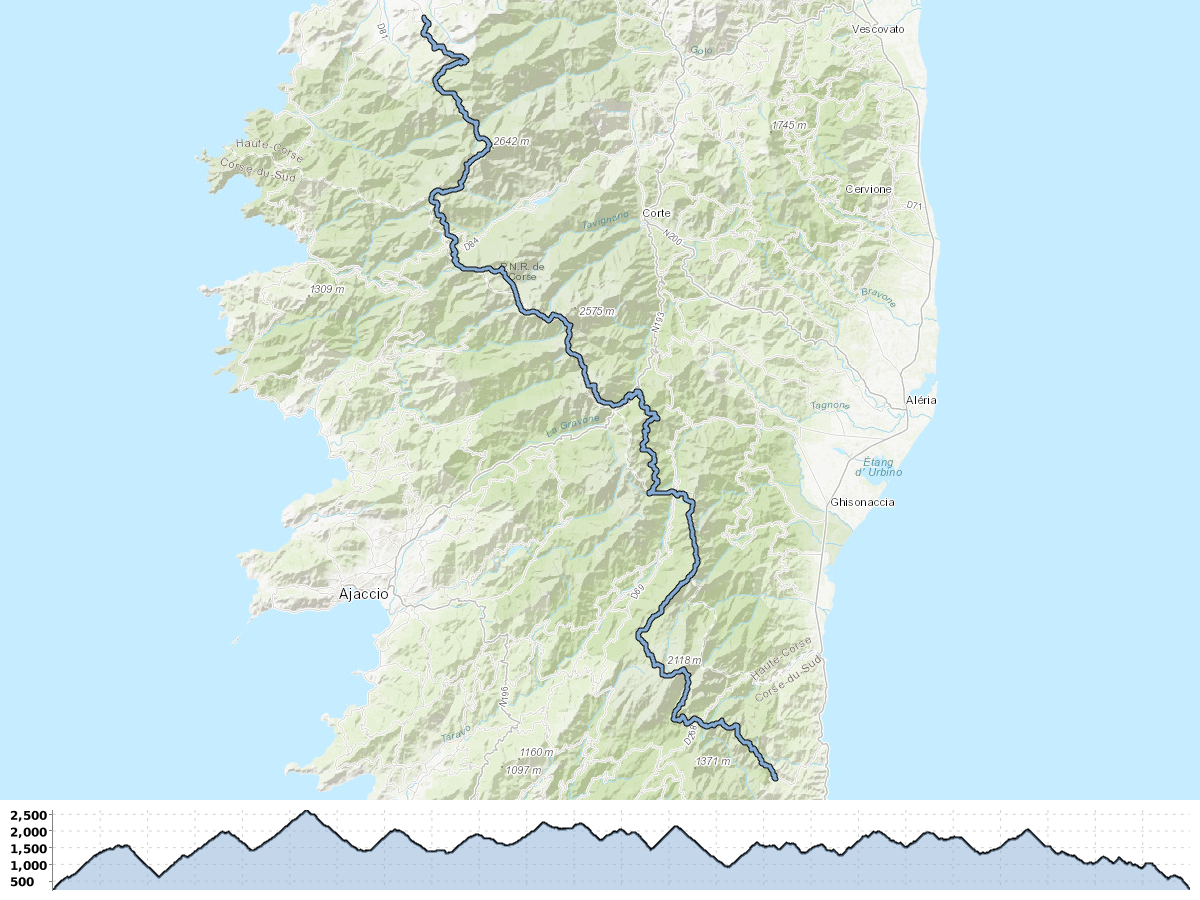 D81
Vescovato
Golo
1745 m
2642 m
Haute-Corse
Corse-du-Sud
Cervione
D71
Tavignano
Corte
N200
D84
P.N.R. de
Corse
1309 m
Bravone
2575 m
N193
Aléria
Tagnone
La Gravone
Étang
d' Urbino
Ghisonaccia
Ajaccio
D69
Haute-Corse
Corse-du-Sud
2118 m
N196
Taravo
D268
1160 m
1371 m
1097 m
2,500
2,000
1,500
1,000
500